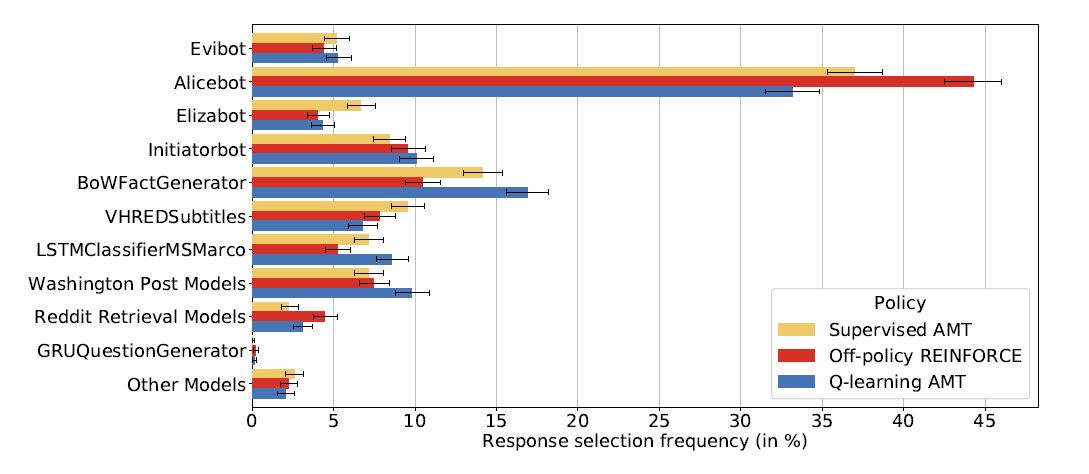 Evibot
Alicebot
Elizabot
Initiatorbot
BoWFactGenerator
VHREDSubtitles
LSTMClassifierMSMarco
Washington Post Models
Reddit Retrieval Models
GRUQuestionGenerator
Other Models
Policy
Supervised AMT
Off-policy REINFORCE
Q-learning AMT
0 5 10 15 20 25 30 35 40 45
Response selection frequency (in %)